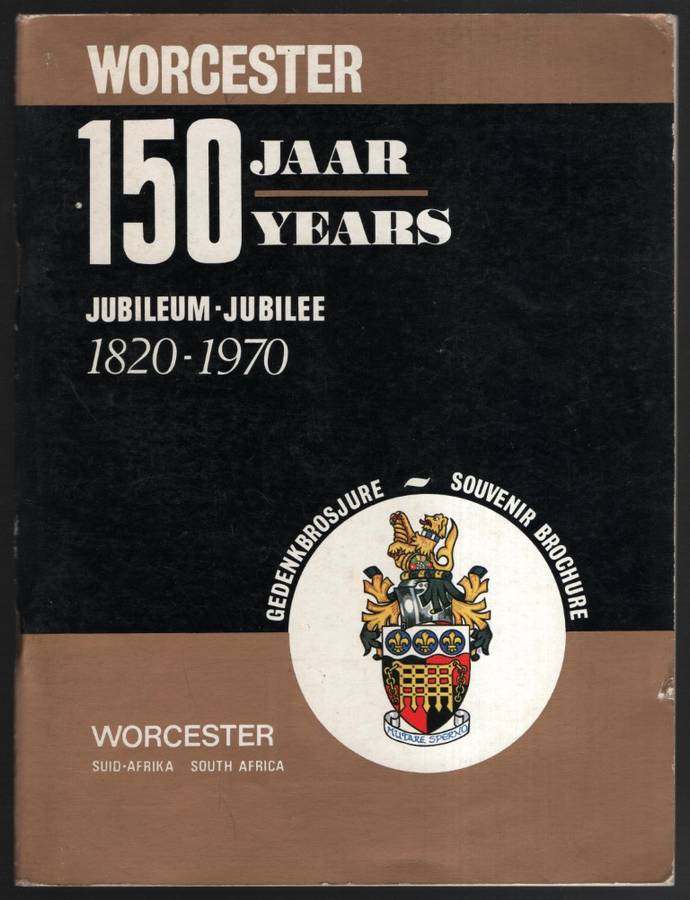 WORCESTER
150 JAAR
YEARS
JUBILEUM·JUBILEE
1820-1970
GEDENKBROSJURE ~ SOUVENIR BROCHURE
MUTARE SPERNO
WORCESTER
SUID·AFRIKA SOUTH AFRICA